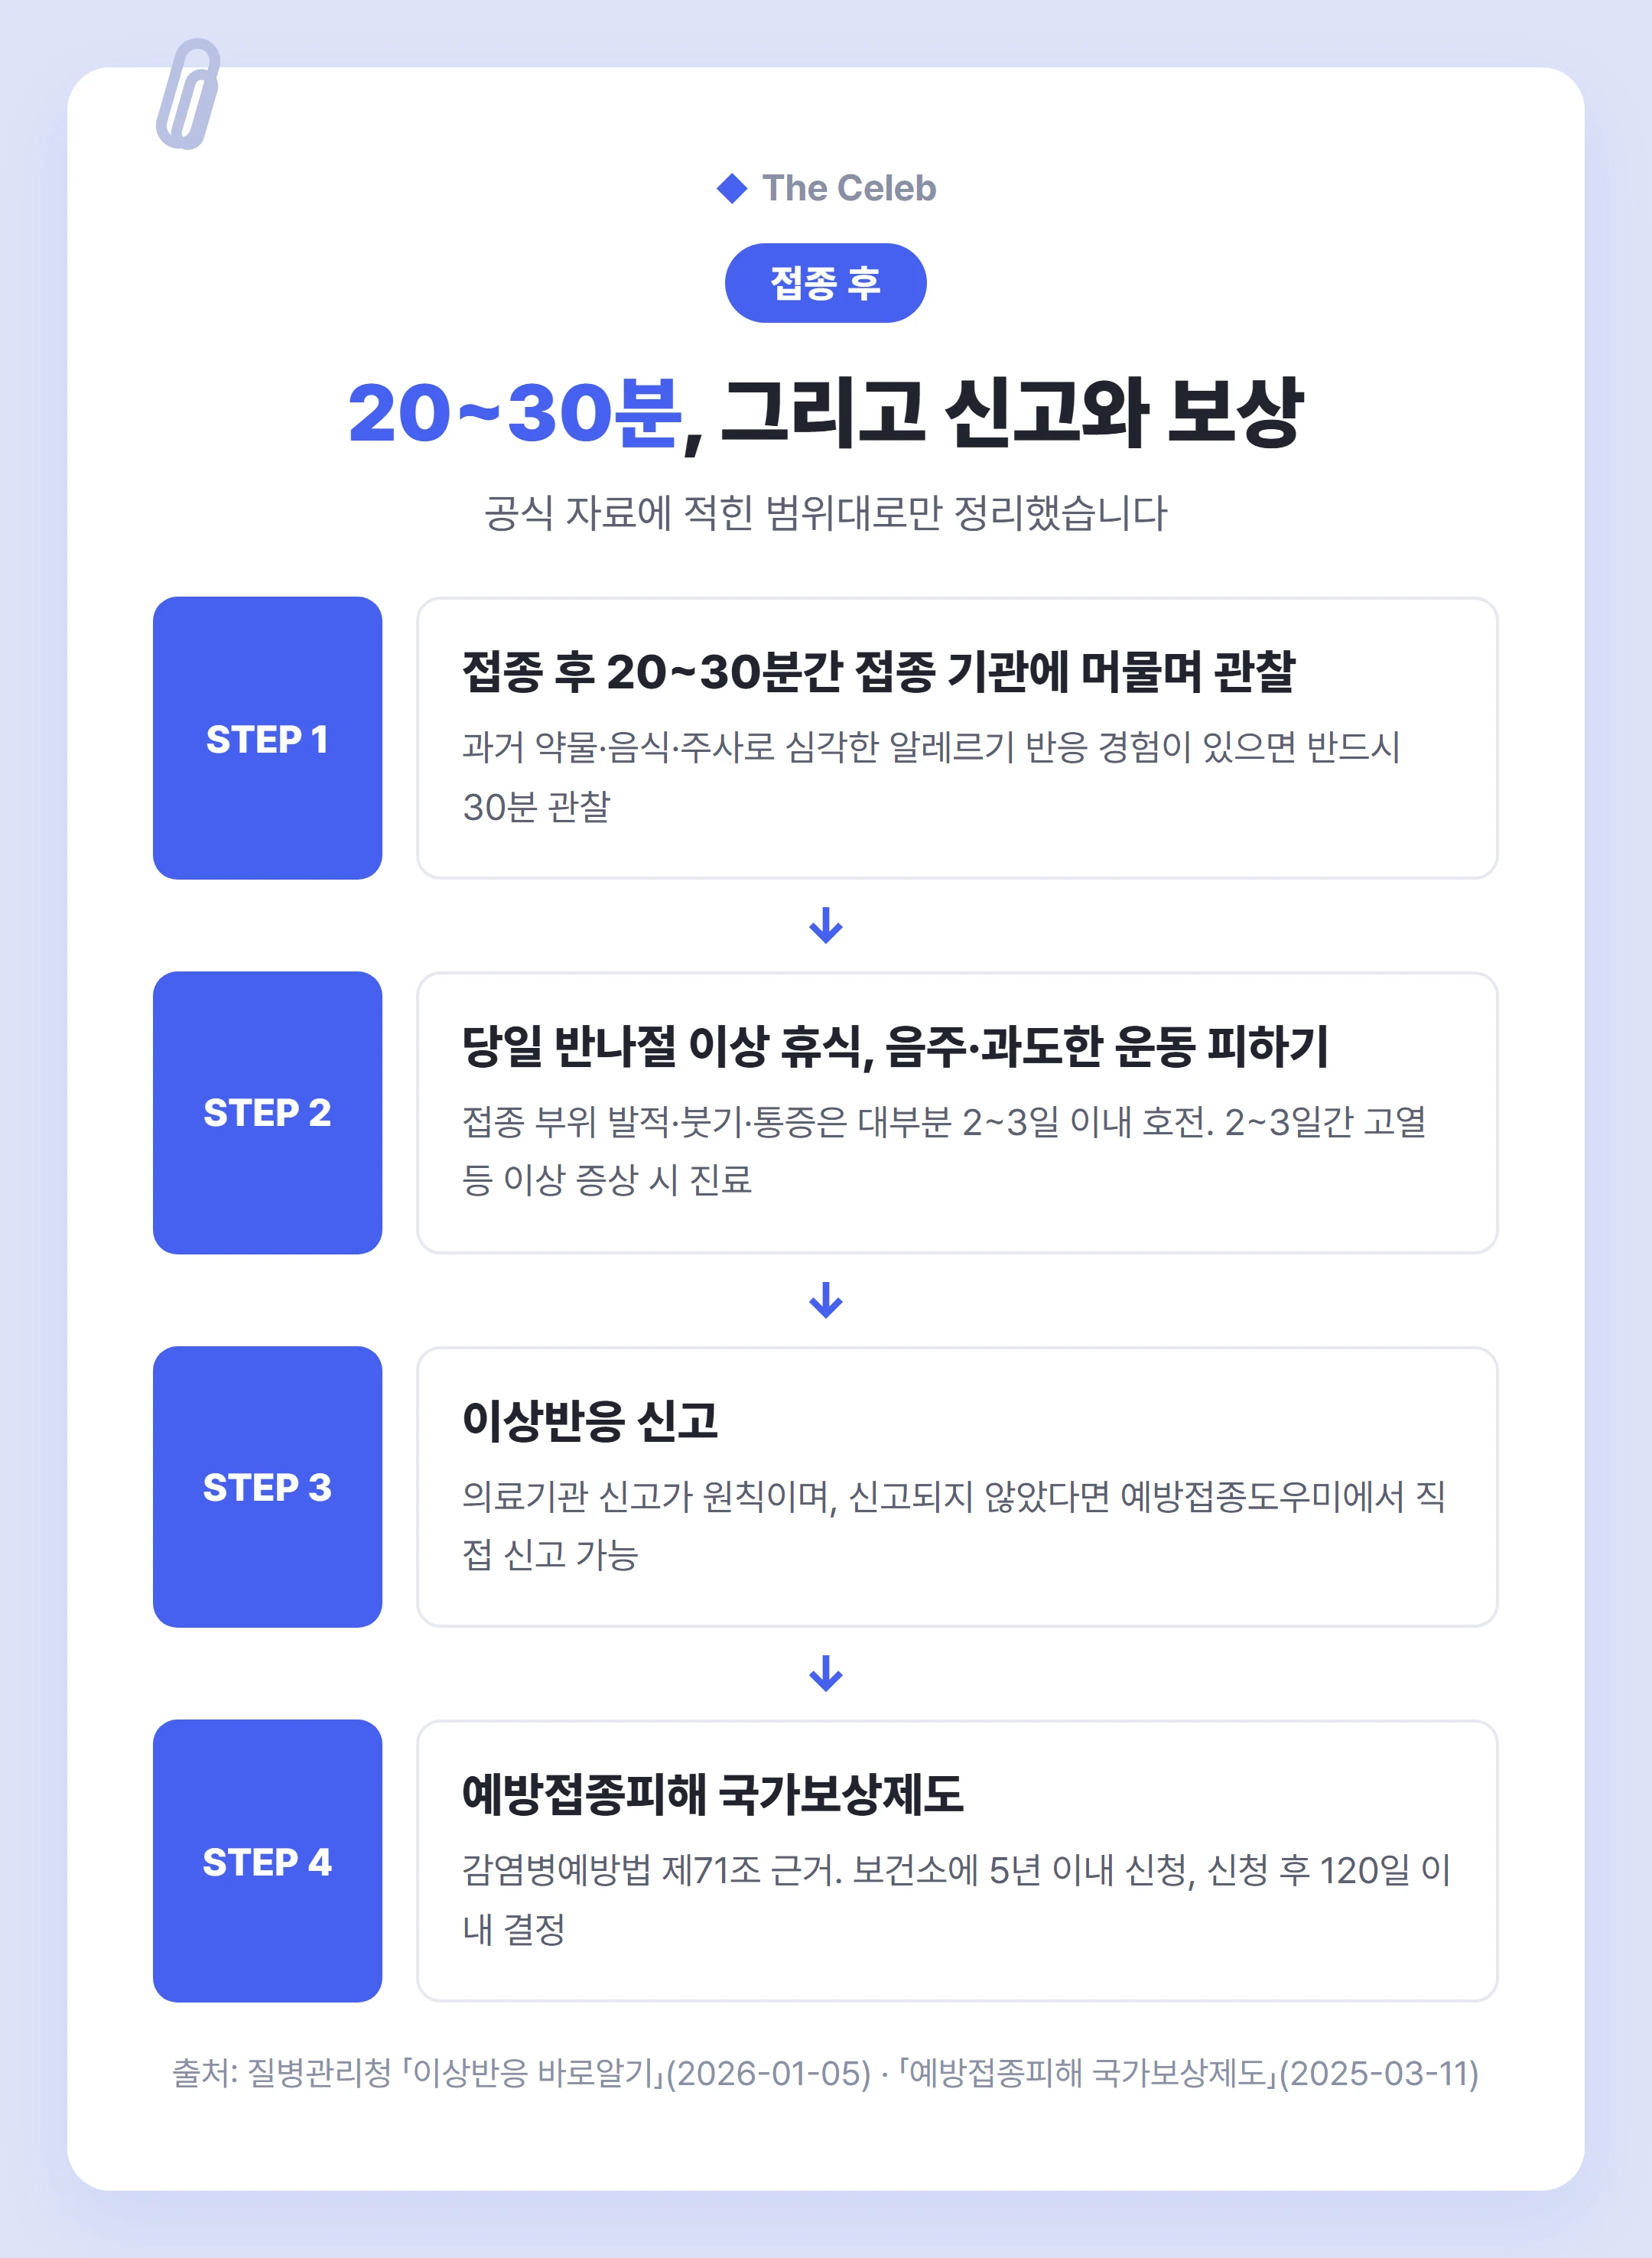 The Celeb
접종 후
20~30분, 그리고 신고와 보상
공식 자료에 적힌 범위대로만 정리했습니다
STEP 1
접종 후 20~30분간 접종 기관에 머물며 관찰
과거 약물·음식·주사로 심각한 알레르기 반응 경험이 있으면 반드시
30분 관찰
STEP 2
당일 반나절 이상 휴식, 음주·과도한 운동 피하기
접종 부위 발적·붓기·통증은 대부분 2~3일 이내 호전. 2~3일간 고열
등 이상 증상 시 진료
STEP 3
이상반응 신고
의료기관 신고가 원칙이며, 신고되지 않았다면 예방접종도우미에서 직
접 신고 가능
STEP 4
예방접종피해 국가보상제도
감염병예방법 제71조 근거. 보건소에 5년 이내 신청, 신청 후 120일 이
내 결정
출처: 질병관리청 「이상반응 바로알기」(2026-01-05) · 「예방접종피해 국가보상제도」(2025-03-11)